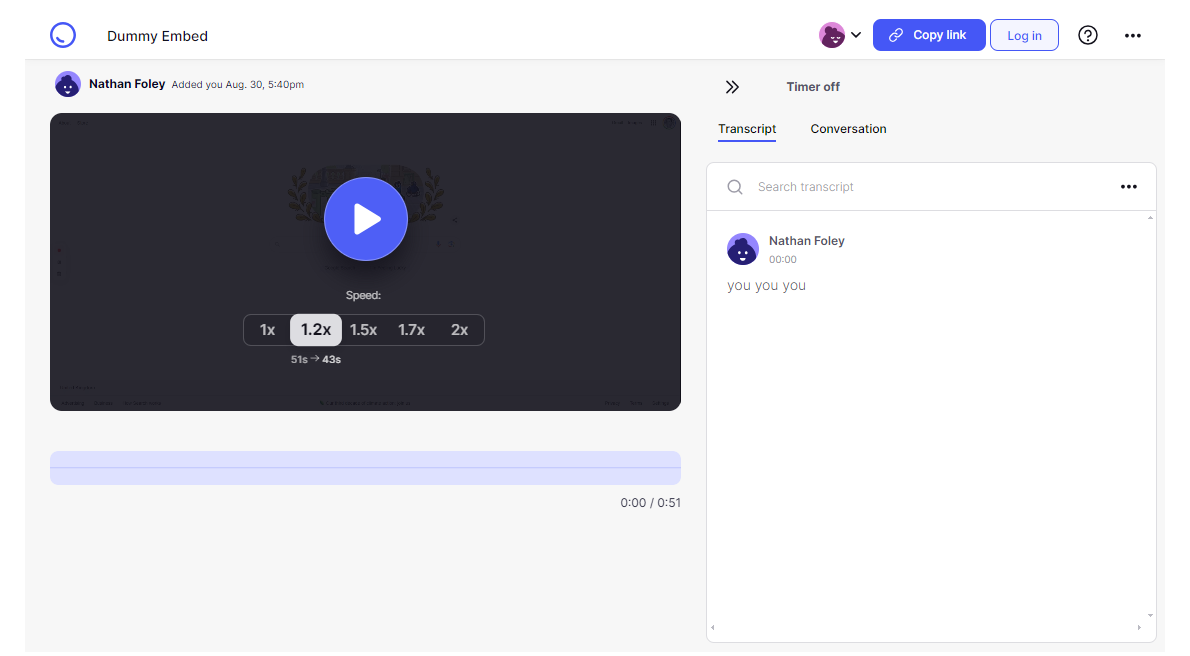 Dummy Embed
Copy link
Log in
Nathan Foley Added you Aug. 30, 5:40pm
Timer off
Transcript
Conversation
Search transcript
Nathan Foley
00:00
you you you
Speed:
1x 1.2x 1.5x 1.7x 2x
51s → 43s
0:00 / 0:51